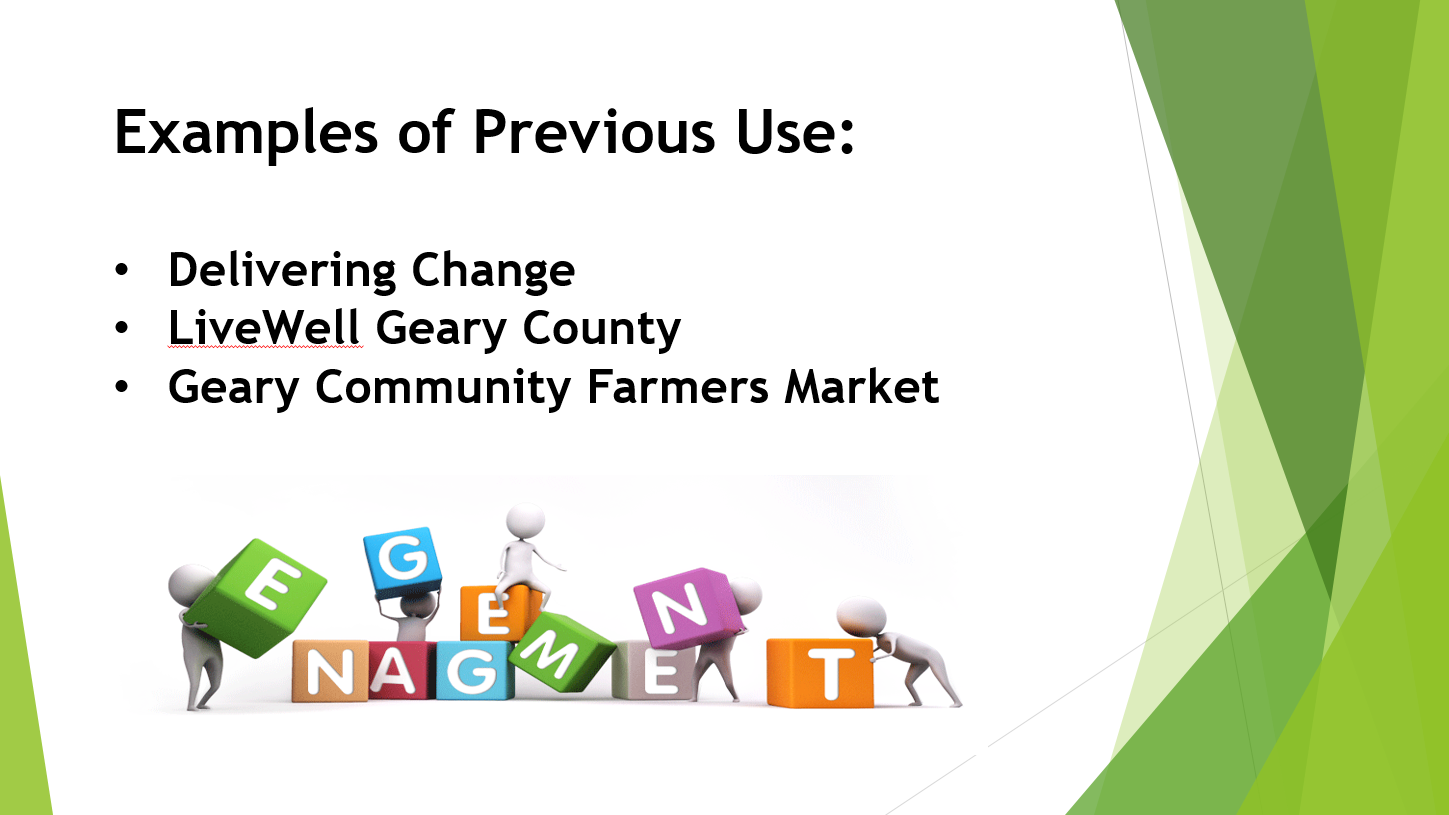 Examples of Previous Use:
• Delivering Change
• LiveWell Geary County
• Geary Community Farmers Market
E G E M N
N A G E T